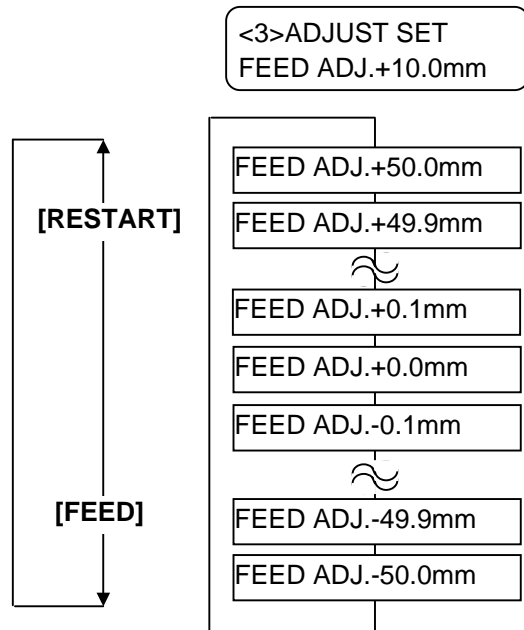 <3>ADJUST SET
FEED ADJ.+10.0mm
FEED ADJ.+50.0mm
[RESTART]
FEED ADJ.+49.9mm
FEED ADJ.+0.1mm
FEED ADJ.+0.0mm
FEED ADJ.-0.1mm
[FEED]
FEED ADJ.-49.9mm
FEED ADJ.-50.0mm